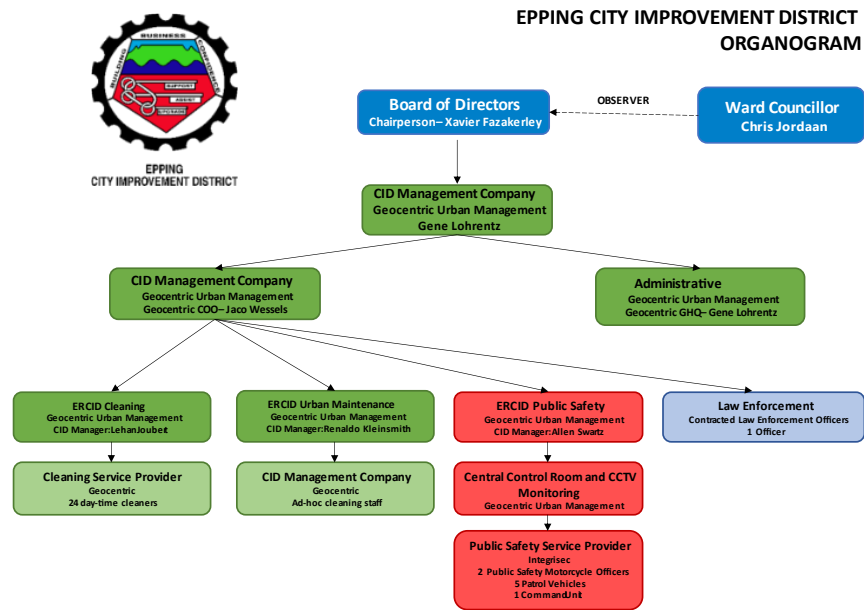 EPPING CITY IMPROVEMENT DISTRICT
ORGANOGRAM
BUILDING BUSINESS CONFIDENCE
SUPPORT
ASSIST
EPPING
CITY IMPROVEMENT DISTRICT
Board of Directors
Chairperson– Xavier Fazakerley
OBSERVER
Ward Councillor
Chris Jordaan
CID Management Company
Geocentric Urban Management
Gene Lohrentz
CID Management Company
Geocentric Urban Management
Geocentric COO– Jaco Wessels
Administrative
Geocentric Urban Management
Geocentric GHQ– Gene Lohrentz
ERCID Cleaning
Geocentric Urban Management
CID Manager:LehanJoubert
ERCID Urban Maintenance
Geocentric Urban Management
CID Manager:Renaldo Kleinsmith
ERCID Public Safety
Geocentric Urban Management
CID Manager:Allen Swartz
Law Enforcement
Contracted Law Enforcement Officers
1 Officer
Cleaning Service Provider
Geocentric
24 day-time cleaners
CID Management Company
Geocentric
Ad-hoc cleaning staff
Central Control Room and CCTV
Monitoring
Geocentric Urban Management
Public Safety Service Provider
Integrisec
2 Public Safety Motorcycle Officers
5 Patrol Vehicles
1 CommandUnit